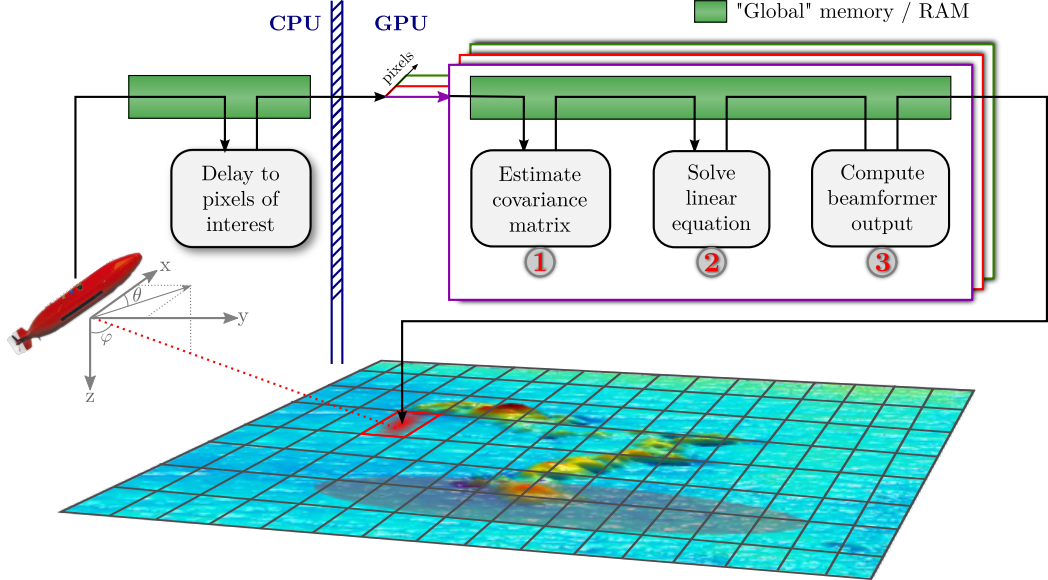 "Global" memory / RAM
CPU
GPU
pixels
Delay to
pixels of
interest
Estimate
covariance
matrix
Solve
linear
equation
Compute
beamformer
output
1
2
3
x
θ
y
φ
z